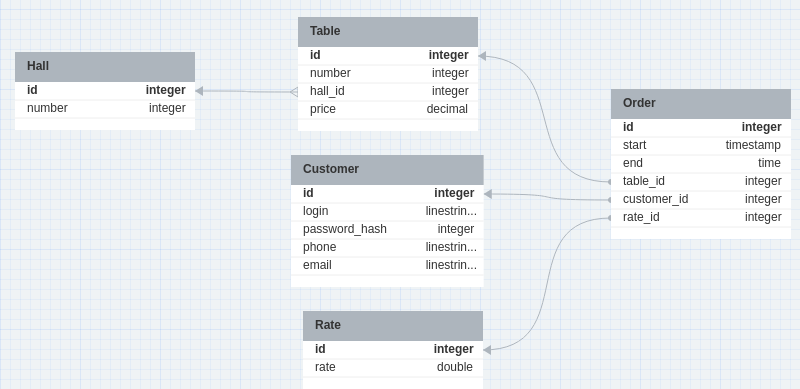 Hall
id integer
number integer
Table
id integer
number integer
hall_id integer
price decimal
Customer
id integer
login linestrin...
password_hash integer
phone linestrin...
email linestrin...
Rate
id integer
rate double
Order
id integer
start timestamp
end time
table_id integer
customer_id integer
rate_id integer